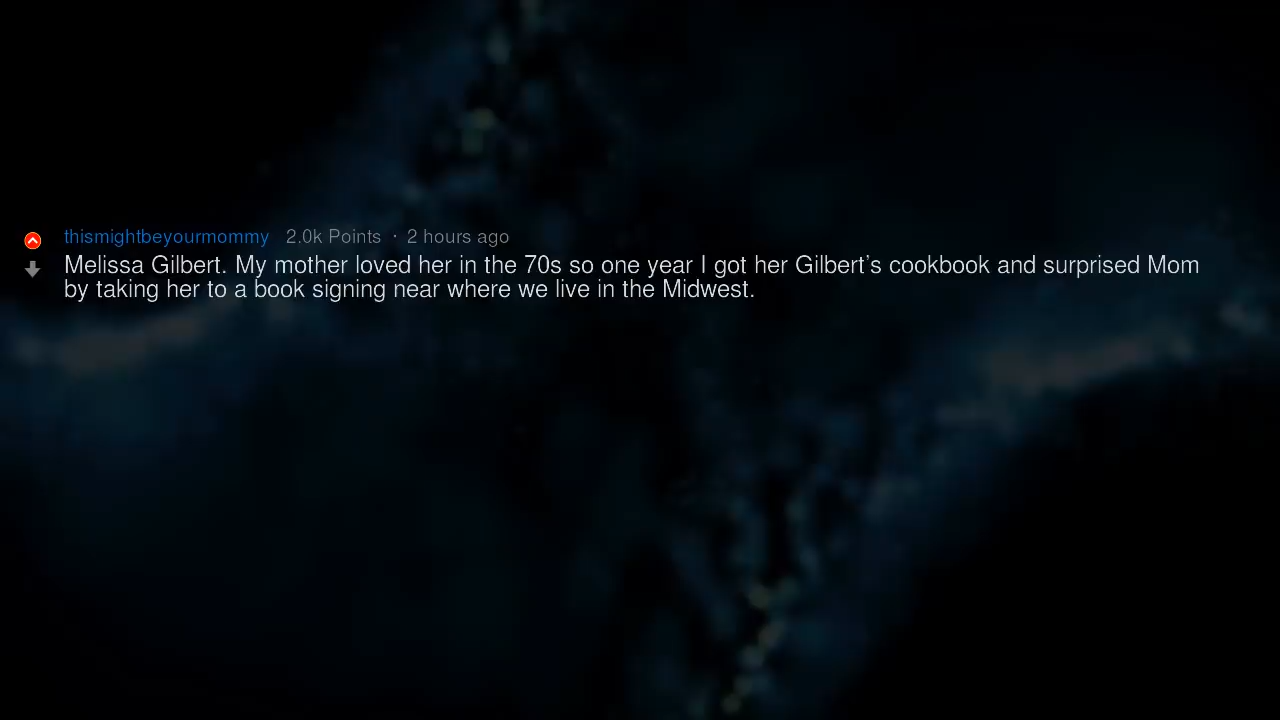 thismightbeyourmommy 2.0k Points · 2 hours ago
Melissa Gilbert. My mother loved her in the 70s so one year I got her Gilbert's cookbook and surprised Mom
by taking her to a book signing near where we live in the Midwest.